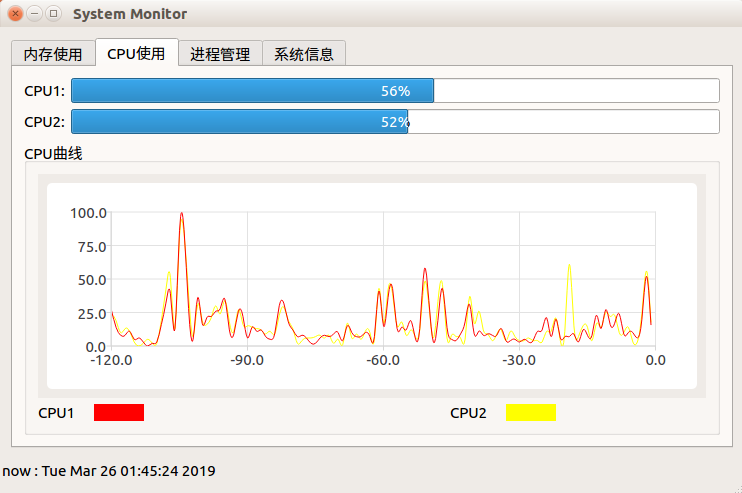 System Monitor
内存使用 CPU使用 进程管理 系统信息
CPU1: 56%
CPU2: 52%
CPU曲线
100.0
75.0
50.0
25.0
0.0
-120.0 -90.0 -60.0 -30.0 0.0
CPU1 CPU2
now : Tue Mar 26 01:45:24 2019